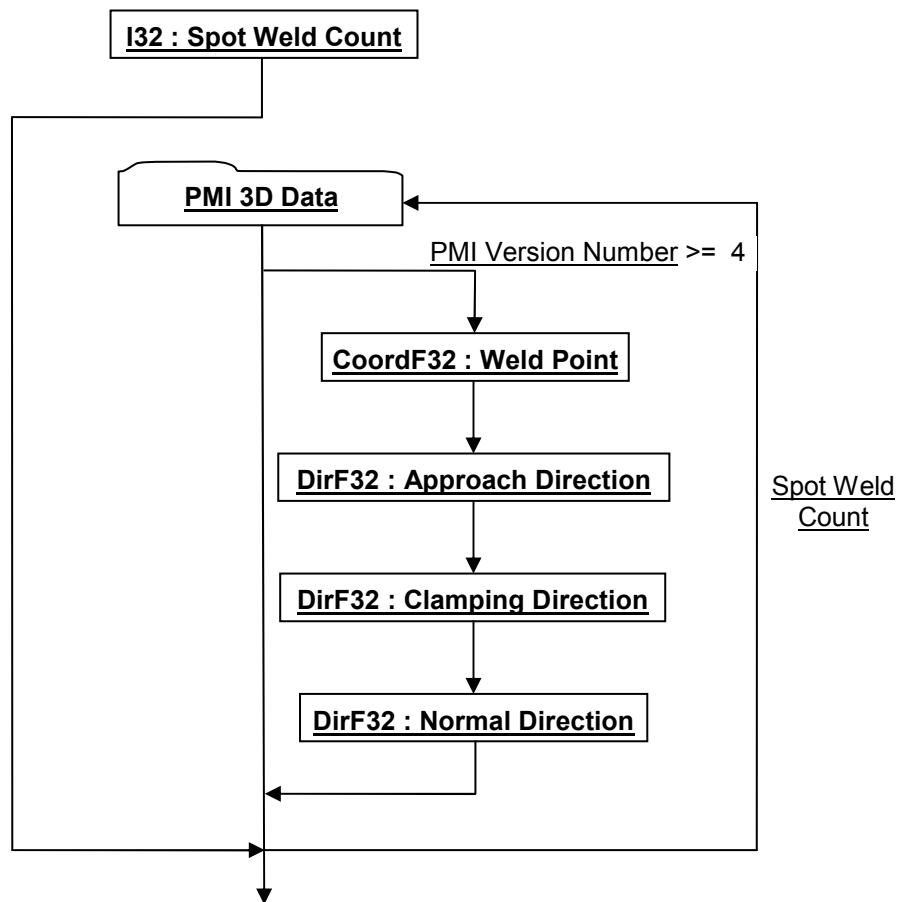 I32 : Spot Weld Count
PMI 3D Data
PMI Version Number >= 4
CoordF32 : Weld Point
DirF32 : Approach Direction
Spot Weld
Count
DirF32 : Clamping Direction
DirF32 : Normal Direction